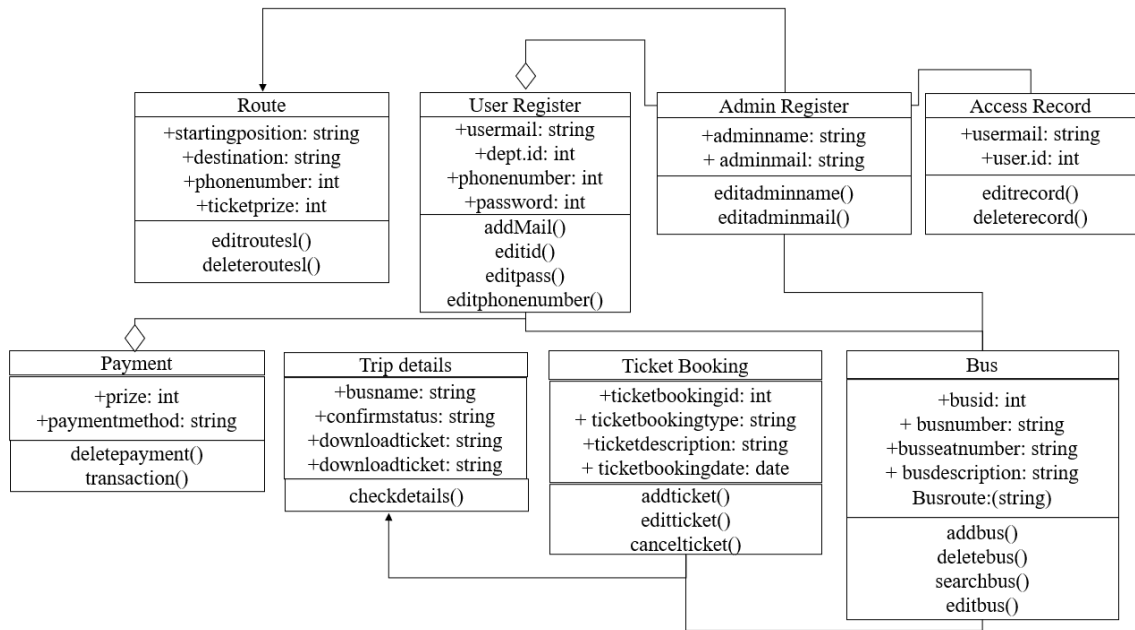 Route
+startingposition: string
+destination: string
+phonenumber: int
+ticketprize: int
editroutesl()
deleteroutesl()
User Register
+usermail: string
+dept.id: int
+phonenumber: int
+password: int
addMail()
editid()
editpass()
editphonenumber()
Admin Register
+adminname: string
+ adminmail: string
editadminname()
editadminmail()
Access Record
+usermail: string
+user.id: int
editrecord()
deleterecord()
Payment
+prize: int
+paymentmethod: string
deletepayment()
transaction()
Trip details
+busname: string
+confirmstatus: string
+downloadticket: string
+downloadticket: string
checkdetails()
Ticket Booking
+ticketbookingid: int
+ ticketbookingtype: string
+ticketdescription: string
+ ticketbookingdate: date
addticket()
editticket()
cancelticket()
Bus
+busid: int
+ busnumber: string
+busseatnumber: string
+ busdescription: string
Busroute:(string)
addbus()
deletebus()
searchbus()
editbus()